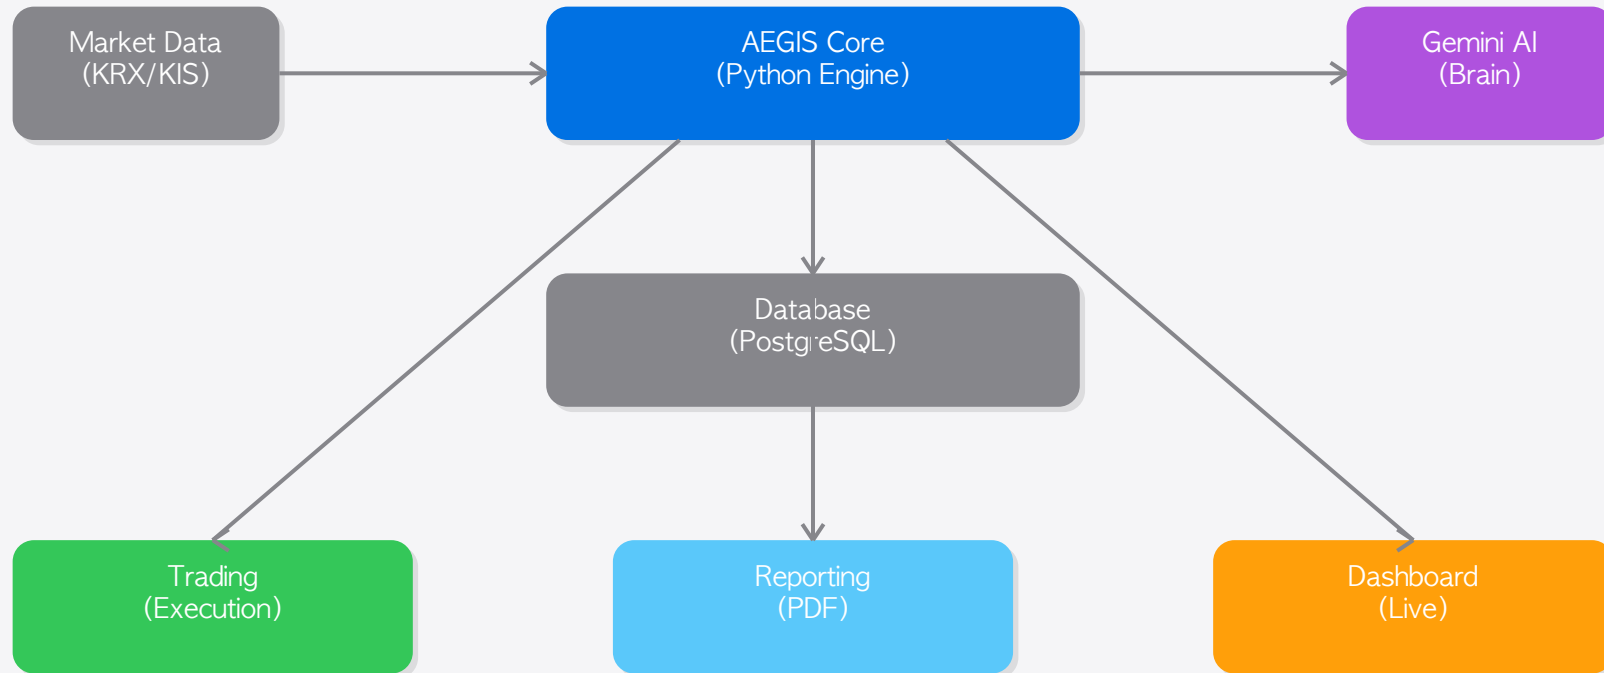 Market Data
(KRX/KIS)
AEGIS Core
(Python Engine)
Gemini AI
(Brain)
Database
(PostgreSQL)
Trading
(Execution)
Reporting
(PDF)
Dashboard
(Live)